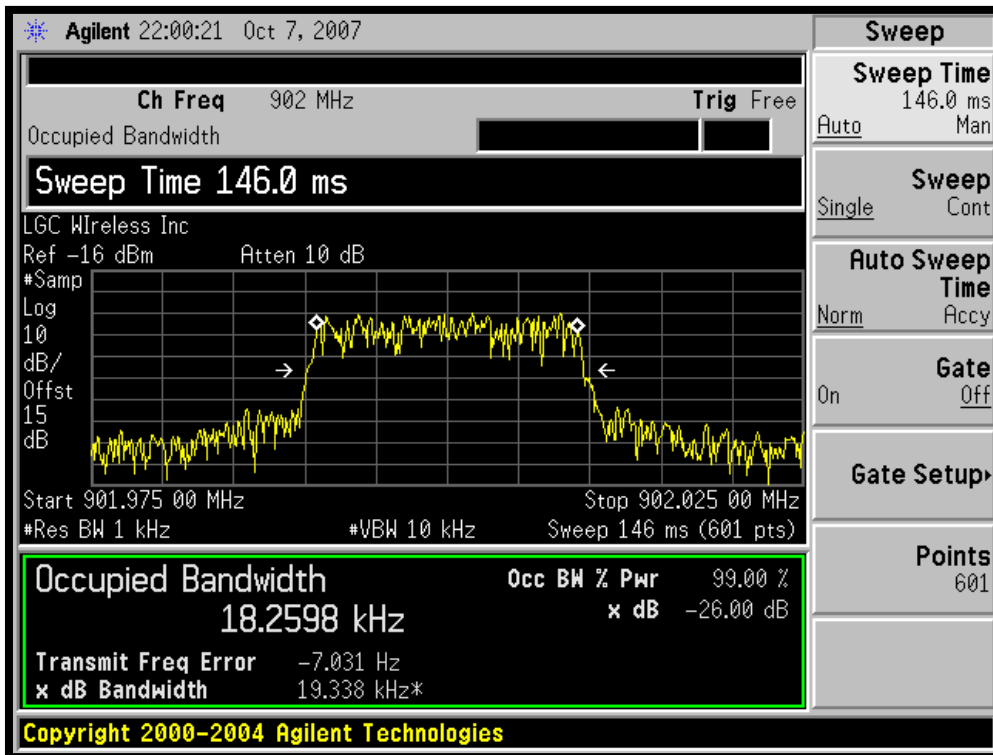 Agilent 22:00:21 Oct 7, 2007
Ch Freq 902 MHz Trig Free
Occupied Bandwidth
Sweep Time 146.0 ms
LGC WIreless Inc
Ref -16 dBm Atten 10 dB
#Samp
Log
10
dB/
Offst
15
dB
Start 901.975 00 MHz Stop 902.025 00 MHz
#Res BW 1 kHz #VBW 10 kHz Sweep 146 ms (601 pts)
Occupied Bandwidth
18.2598 kHz
Occ BW % Pwr 99.00 %
x dB -26.00 dB
Transmit Freq Error -7.031 Hz
x dB Bandwidth 19.338 kHz*
Copyright 2000-2004 Agilent Technologies
Sweep
Sweep Time
146.0 ms
Auto Man
Sweep
Single Cont
Auto Sweep
Time
Norm Accy
Gate
On Off
Gate Setup
Points
601